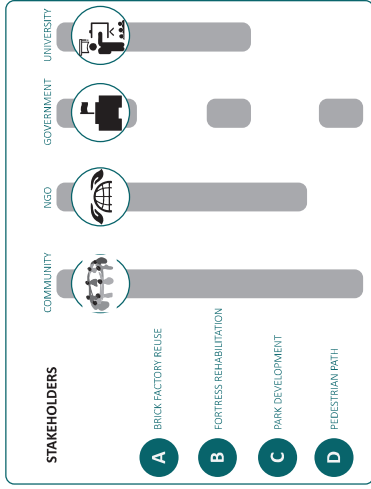 STAKEHOLDERS
COMMUNITY
NGO
GOVERNMENT
UNIVERSITY
A BRICK FACTORY REUSE
B FORTRESS REHABILITATION
C PARK DEVELOPMENT
D PEDESTRIAN PATH